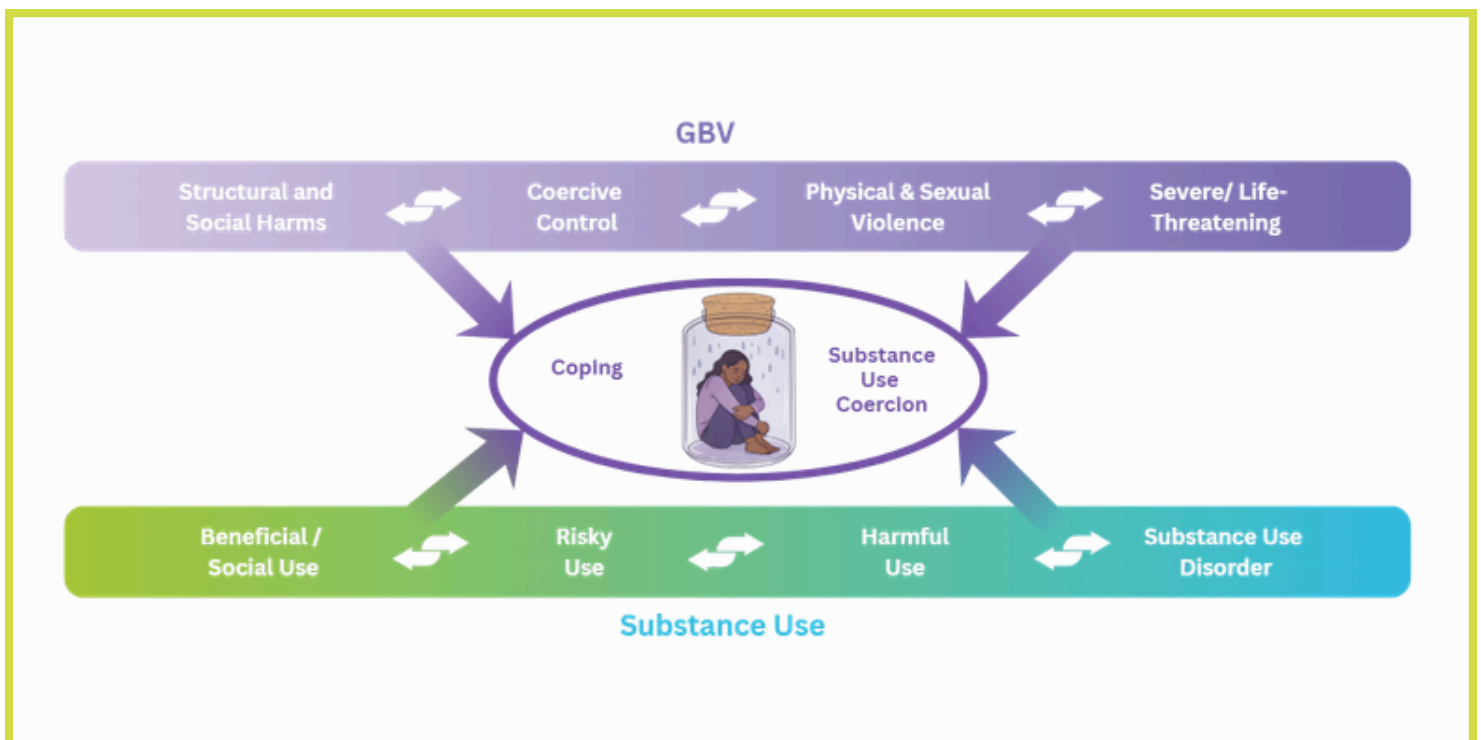 GBV
Structural and
Social Harms
Coercive
Control
Physical & Sexual
Violence
Severe/ Life-
Threatening
Coping
Substance
Use
Coercion
Beneficial /
Social Use
Risky
Use
Harmful
Use
Substance Use
Disorder
Substance Use